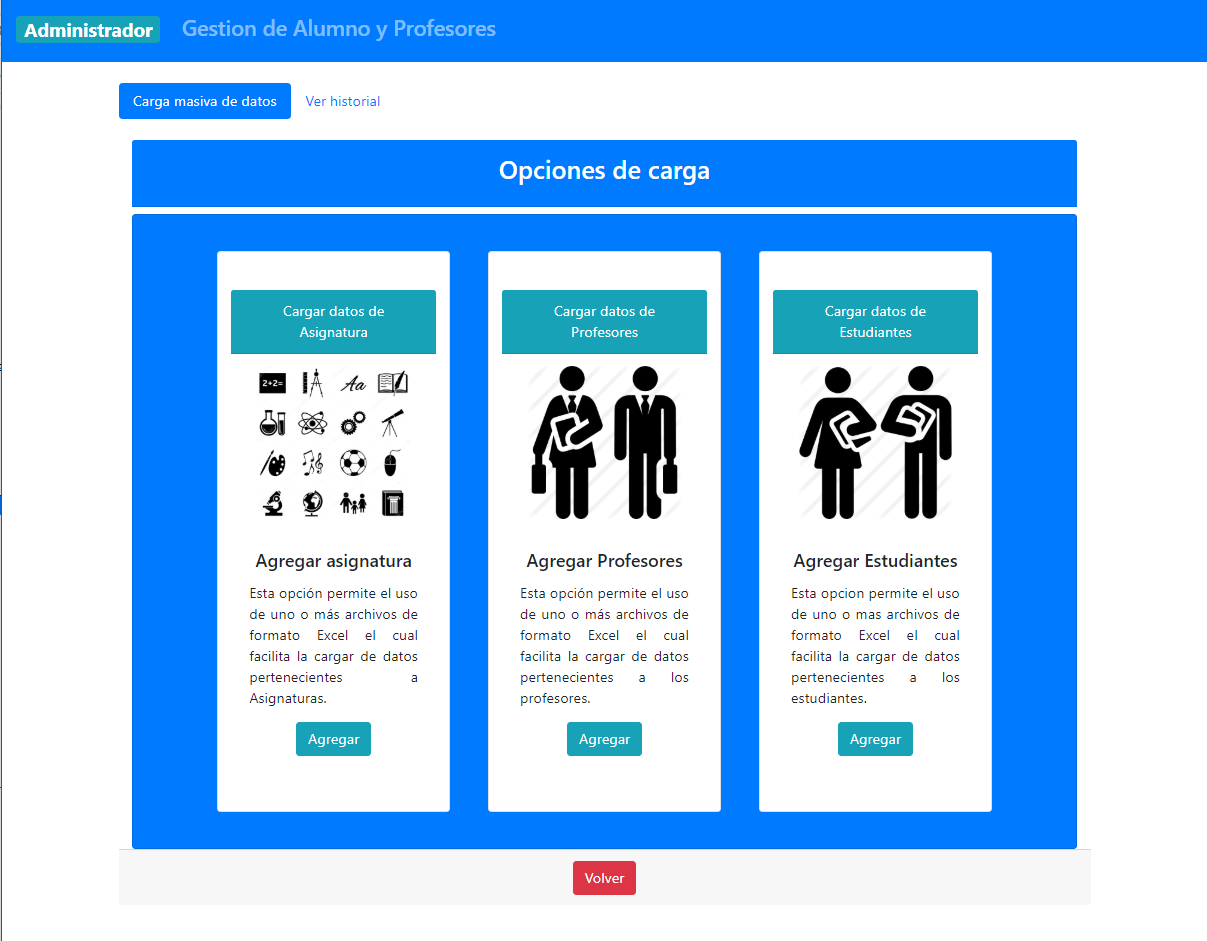 Administrador Gestion de Alumno y Profesores
Carga masiva de datos Ver historial
Opciones de carga
Cargar datos de
Asignatura
2+2=
Aa
Agregar asignatura
Esta opción permite el uso
de uno o más archivos de
formato Excel el cual
facilita la cargar de datos
pertenecientes a
Asignaturas.
Agregar
Cargar datos de
Profesores
Agregar Profesores
Esta opción permite el uso
de uno o más archivos de
formato Excel el cual
facilita la cargar de datos
pertenecientes a los
profesores.
Agregar
Cargar datos de
Estudiantes
Agregar Estudiantes
Esta opcion permite el uso
de uno o mas archivos de
formato Excel el cual
facilita la cargar de datos
pertenecientes a los
estudiantes.
Agregar
Volver